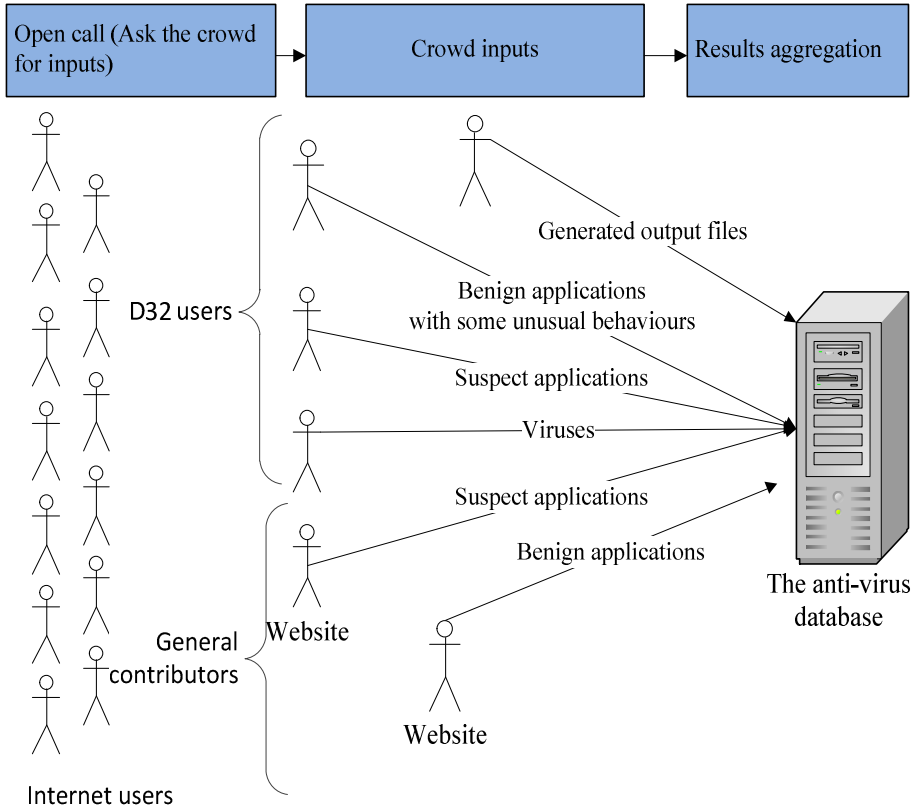 Open call (Ask the crowd
for inputs)
Crowd inputs
Results aggregation
Generated output files
D32 users
Benign applications
with some unusual behaviours
Suspect applications
Viruses
Suspect applications
Benign applications
The anti-virus
database
Website
General
contributors
Website
Internet users